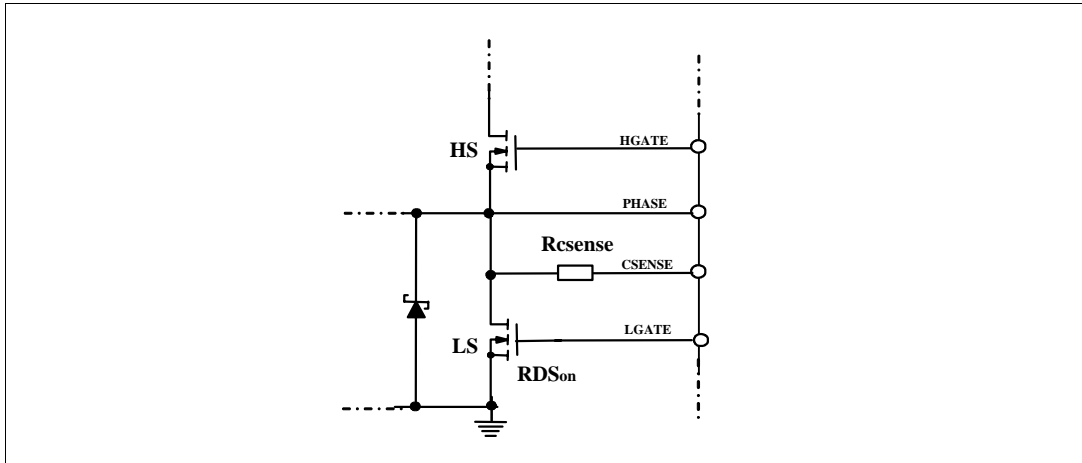 HGATE
HS
PHASE
Rcsense
CSENSE
LGATE
LS
RDSon